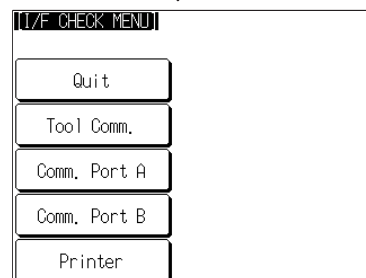 [I/F CHECK MENU]
Quit
Tool Comm.
Comm. Port A
Comm. Port B
Printer